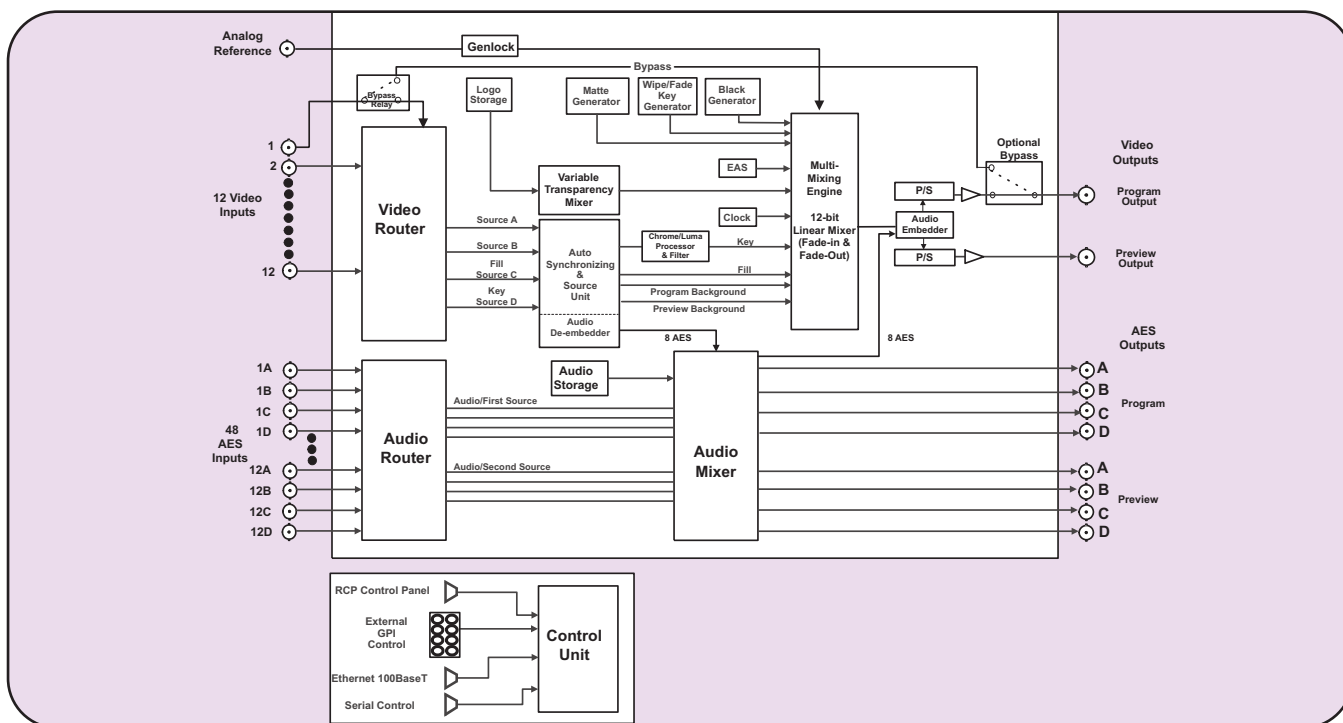 Analog
Reference
Genlock
Bypass
Bypass
Relay
Logo
Storage
Matte
Generator
Wipe/Fade
Key
Generator
Black
Generator
1
2
12 Video
Inputs
12
Video
Router
Variable
Transparency
Mixer
EAS
Clock
Multi-
Mixing
Engine
12-bit
Linear Mixer
(Fade-in &
Fade-Out)
Source A
Source B
Fill
Source C
Key
Source D
Auto
Synchronizing
&
Source
Unit
Audio
De-embedder
Chrome/Luma
Processor
& Filter
Key
Fill
Program Background
Preview Background
8 AES
8 AES
P/S
Audio
Embedder
P/S
Optional
Bypass
Video
Outputs
Program
Output
Preview
Output
AES
Outputs
1A
1B
1C
1D
48
AES
Inputs
12A
12B
12C
12D
Audio
Router
Audio
Storage
Audio/First Source
Audio/Second Source
Audio
Mixer
A
B
C
D
Program
A
B
C
D
Preview
RCP Control Panel
External
GPI
Control
Ethernet 100BaseT
Serial Control
Control
Unit